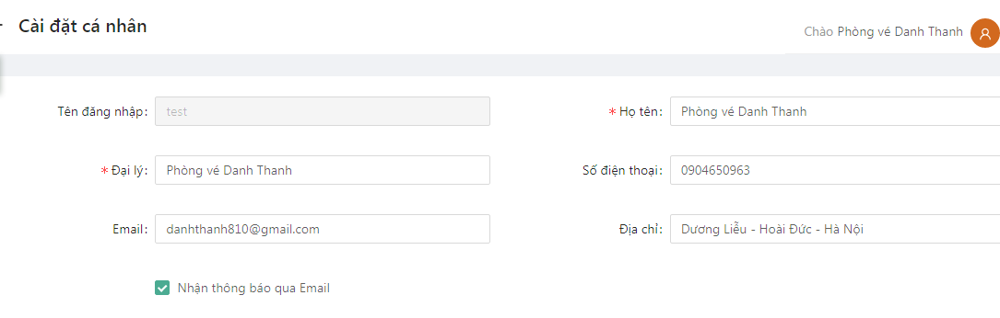 Cài đặt cá nhân
Chào Phòng vé Danh Thanh
Tên đăng nhập: test
* Họ tên: Phòng vé Danh Thanh
* Đại lý: Phòng vé Danh Thanh
Số điện thoại: 0904650963
Email: danhthanh810@gmail.com
Địa chỉ: Dương Liễu - Hoài Đức - Hà Nội
Nhận thông báo qua Email